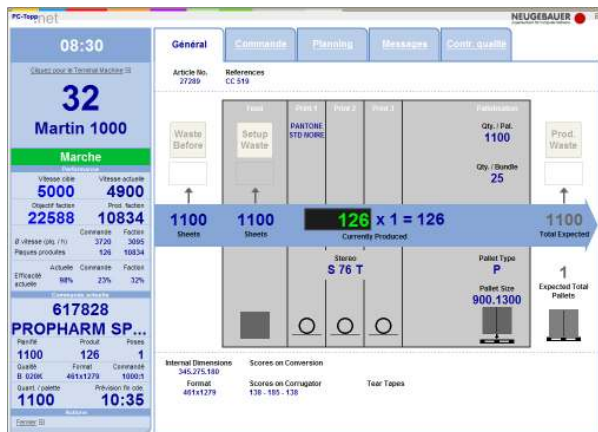 PC-Topp
.net
NEUGEBAUER
08:30
Cliquez pour le Terminal Machine
32
Martin 1000
Marche
Performance
Vitesse cible Vitesse actuelle
5000 4900
Objectif faction Prod. faction
22588 10834
Commande Faction
Ø vitesse (plq. / h) 3720 3095
Plaques produites 126 10834
Actuelle Commande Faction
Efficacité actuelle 98% 23% 32%
Commande actuelle
617828
PROPHARM SP...
Planifié Produit Poses
1100 126 1
Qualité Format Commandé
B 020K 461x1279 1000:1
Quant. / palette Prévision fin cde.
1100 10:35
Fermer
Général Commande Planning Messages Contr. qualité
Article No. References
27289 CC 519
Feed Print 1 Print 2 Print 3 Palletisation
Waste Before
Setup Waste
PANTONE
STD NOIRE
Qty. / Pal.
1100
Prod. Waste
Qty. / Bundle
25
1100 1100 126 x 1 = 126 1100
Sheets Sheets Currently Produced Total Expected
Stereo
S 76 T
Pallet Type
P
1
Expected Total
Pallets
Pallet Size
900.1300
Internal Dimensions Scores on Conversion
345.275.180
Format Scores on Corrugator Tear Tapes
461x1279 138 - 185 - 138